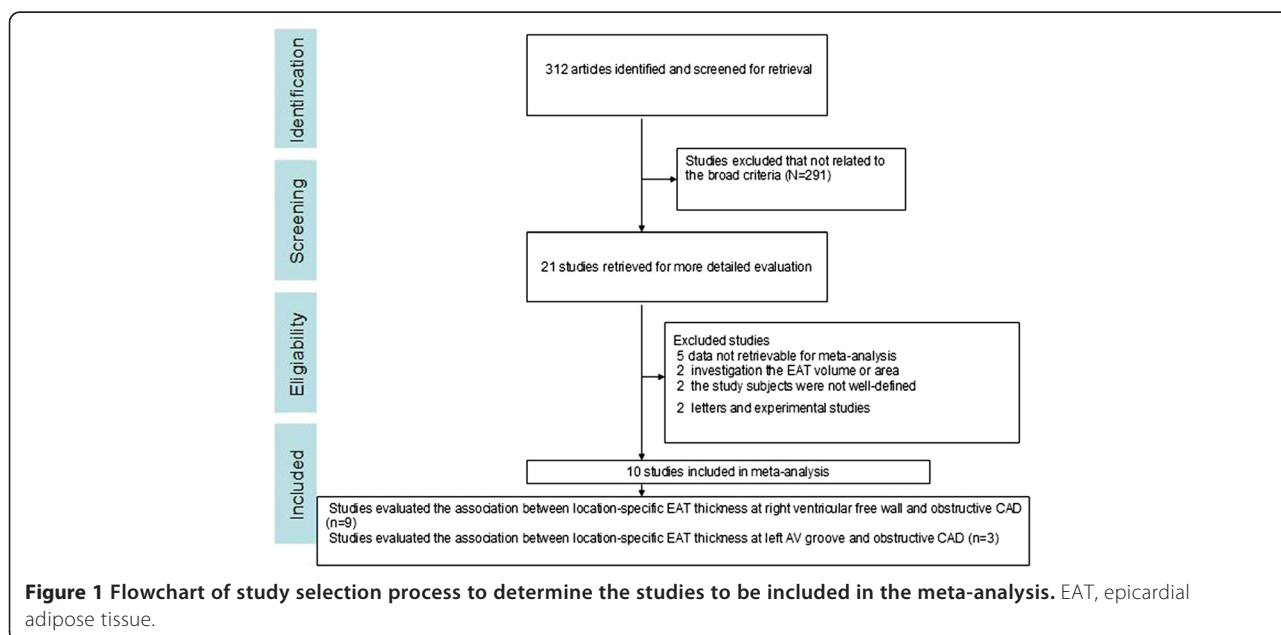 Identification
312 articles identified and screened for retrieval
Screening
Studies excluded that not related to
the broad criteria (N=291)
21 studies retrieved for more detailed evaluation
Eligiability
Excluded studies
5 data not retrievable for meta-analysis
2 investigation the EAT volume or area
2 the study subjects were not well-defined
2 letters and experimental studies
Included
10 studies included in meta-analysis
Studies evaluated the association between location-specific EAT thickness at right ventricular free wall and obstructive CAD
(n=9)
Studies evaluated the association between location-specific EAT thickness at left AV groove and obstructive CAD (n=3)
Figure 1 Flowchart of study selection process to determine the studies to be included in the meta-analysis. EAT, epicardial
adipose tissue.